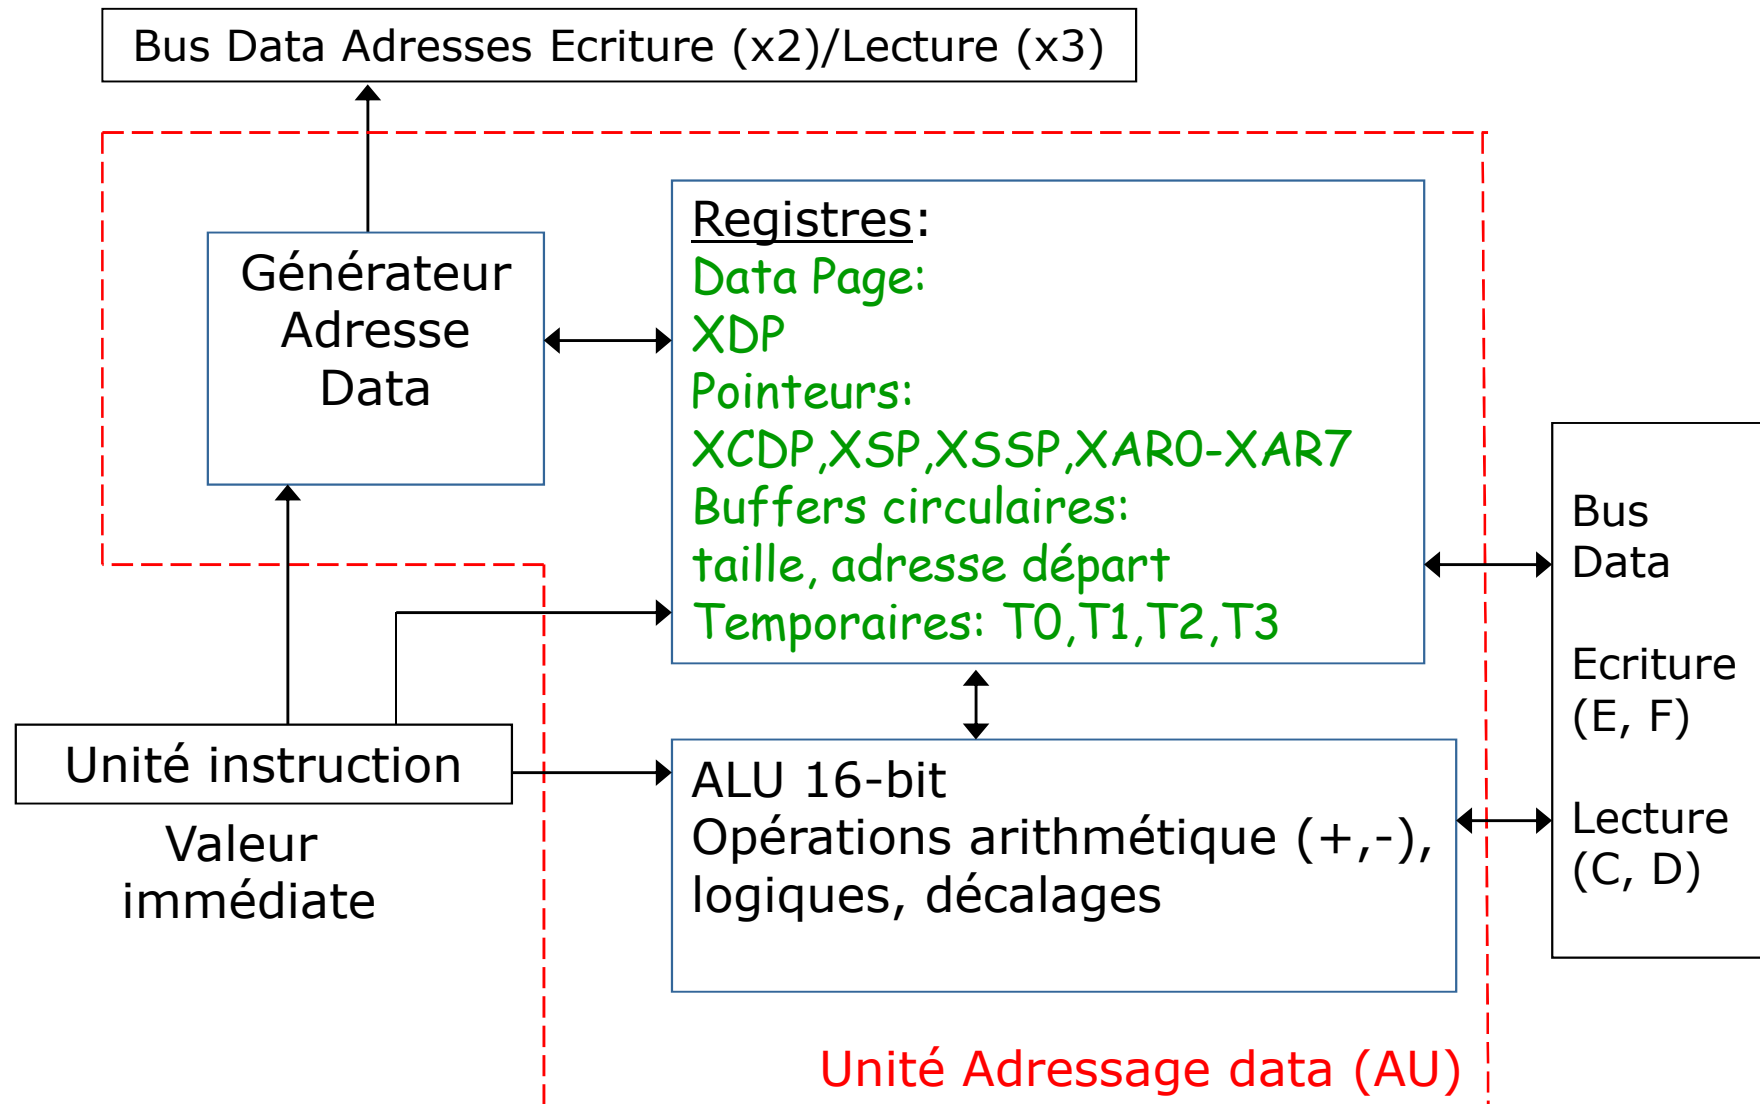 Bus Data Adresses Ecriture (x2)/Lecture (x3)
Générateur
Adresse
Data
Registres:
Data Page:
XDP
Pointeurs:
XCDP,XSP,XSSP,XAR0-XAR7
Buffers circulaires:
taille, adresse départ
Temporaires: T0,T1,T2,T3
Bus
Data
Ecriture
(E, F)
Lecture
(C, D)
Unité instruction
Valeur
immédiate
ALU 16-bit
Opérations arithmétique (+,-),
logiques, décalages
Unité Adressage data (AU)